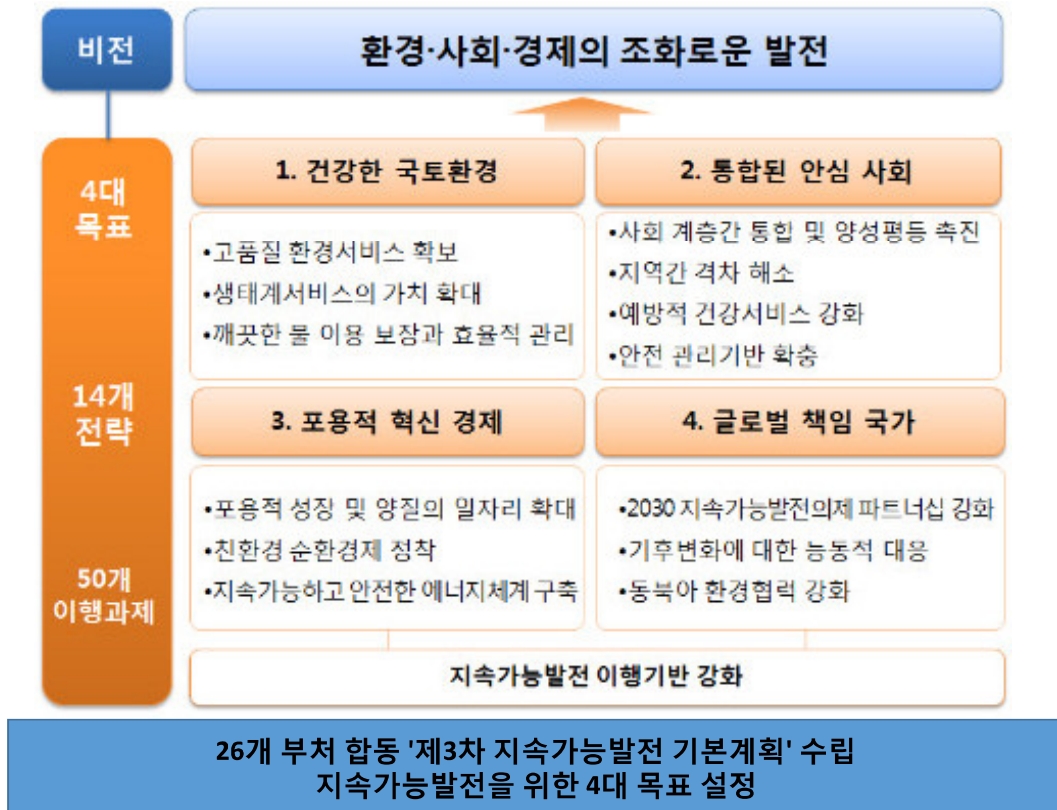 비전
환경·사회·경제의 조화로운 발전
4대
목표
14개
전략
50개
이행과제
1. 건강한 국토환경
•고품질 환경서비스 확보
•생태계서비스의 가치 확대
•깨끗한 물 이용 보장과 효율적 관리
2. 통합된 안심 사회
•사회 계층간 통합 및 양성평등 촉진
•지역간 격차 해소
•예방적 건강서비스 강화
•안전 관리기반 확충
3. 포용적 혁신 경제
•포용적 성장 및 양질의 일자리 확대
•친환경 순환경제 정착
•지속가능하고 안전한 에너지체계 구축
4. 글로벌 책임 국가
•2030 지속가능발전의제 파트너십 강화
•기후변화에 대한 능동적 대응
•동북아 환경협력 강화
지속가능발전 이행기반 강화
26개 부처 합동 '제3차 지속가능발전 기본계획' 수립
지속가능발전을 위한 4대 목표 설정